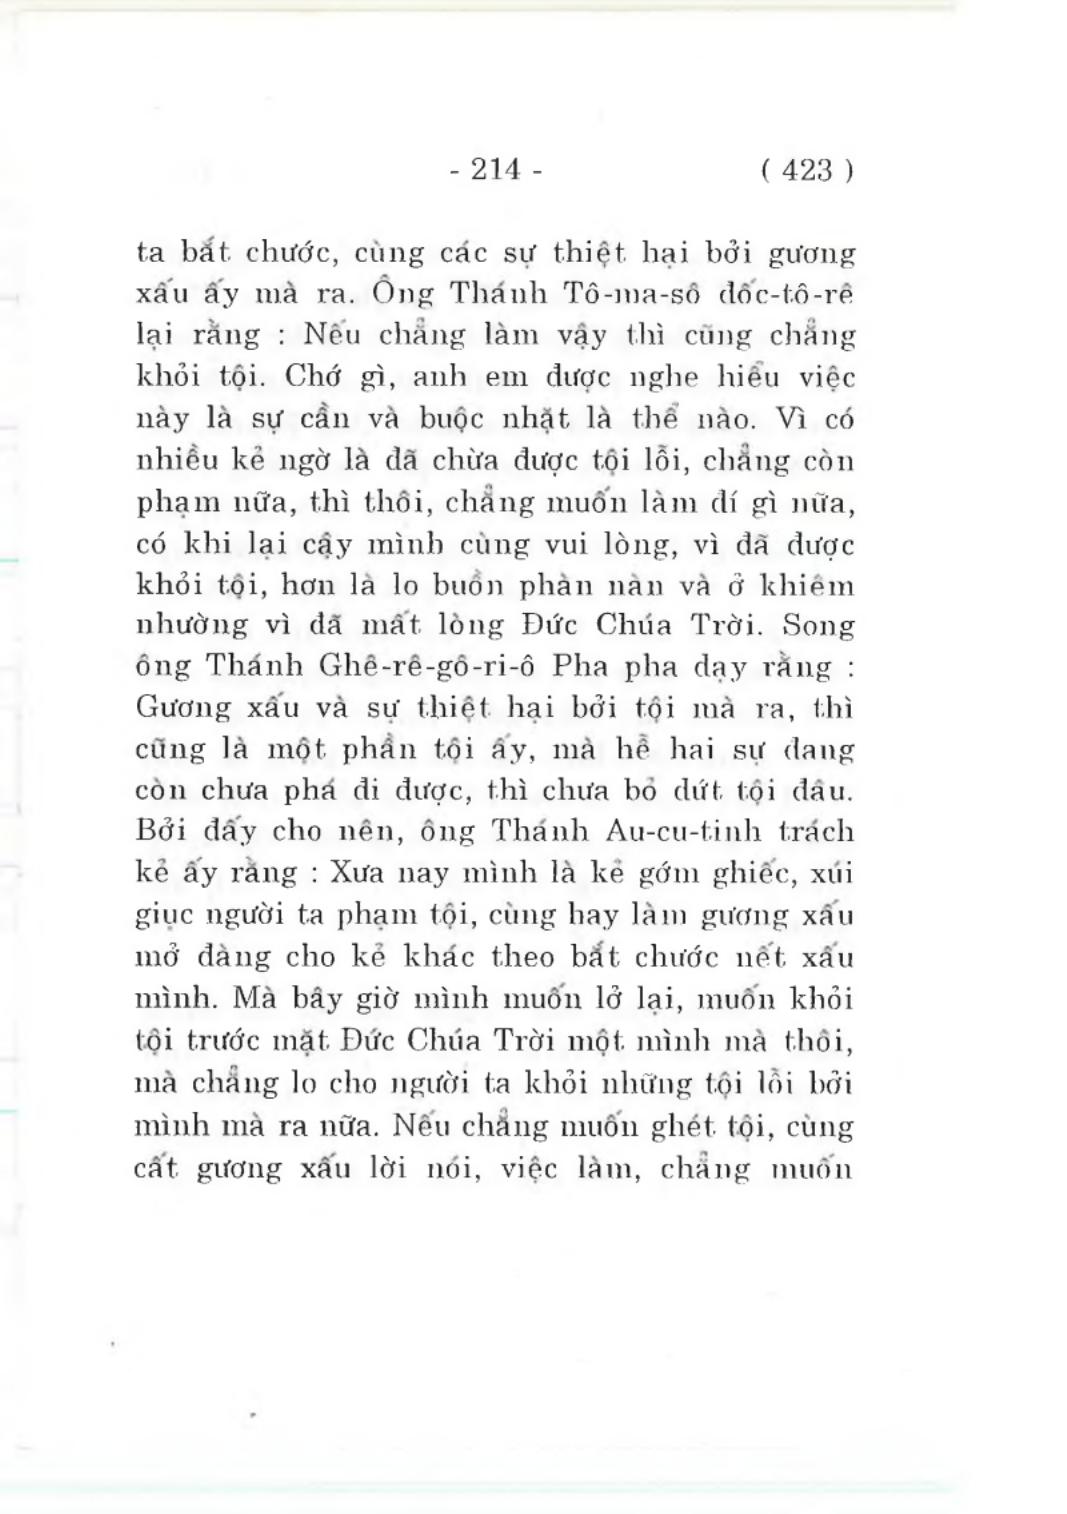 - 214 - ( 423 )
ta bắt chước, cùng các sự thiệt hại bởi gương
xấu ấy mà ra. Ông Thánh Tô-ma-sô đốc-tô-rê
lại rằng : Nếu chẳng làm vậy thì cũng chẳng
khỏi tội. Chớ gì, anh em được nghe hiểu việc
này là sự cần và buộc nhặt là thể nào. Vì có
nhiều kẻ ngờ là đã chừa được tội lỗi, chẳng còn
phạm nữa, thì thôi, chẳng muốn làm đí gì nữa,
có khi lại cậy mình cùng vui lòng, vì đã được
khỏi tội, hơn là lo buồn phàn nàn và ở khiêm
nhường vì đã mất lòng Đức Chúa Trời. Song
ông Thánh Ghê-rê-gô-ri-ô Pha pha dạy rằng :
Gương xấu và sự thiệt hại bởi tội mà ra, thì
cũng là một phần tội ấy, mà hễ hai sự đang
còn chưa phá đi được, thì chưa bỏ dứt tội đâu.
Bởi đấy cho nên, ông Thánh Au-cu-tinh trách
kẻ ấy rằng : Xưa nay mình là kẻ gớm ghiếc, xúi
giục người ta phạm tội, cùng hay làm gương xấu
mở đàng cho kẻ khác theo bắt chước nết xấu
mình. Mà bây giờ mình muốn lở lại, muốn khỏi
tội trước mặt Đức Chúa Trời một mình mà thôi,
mà chẳng lo cho người ta khỏi những tội lỗi bởi
mình mà ra nữa. Nếu chẳng muốn ghét tội, cùng
cất gương xấu lời nói, việc làm, chẳng muốn